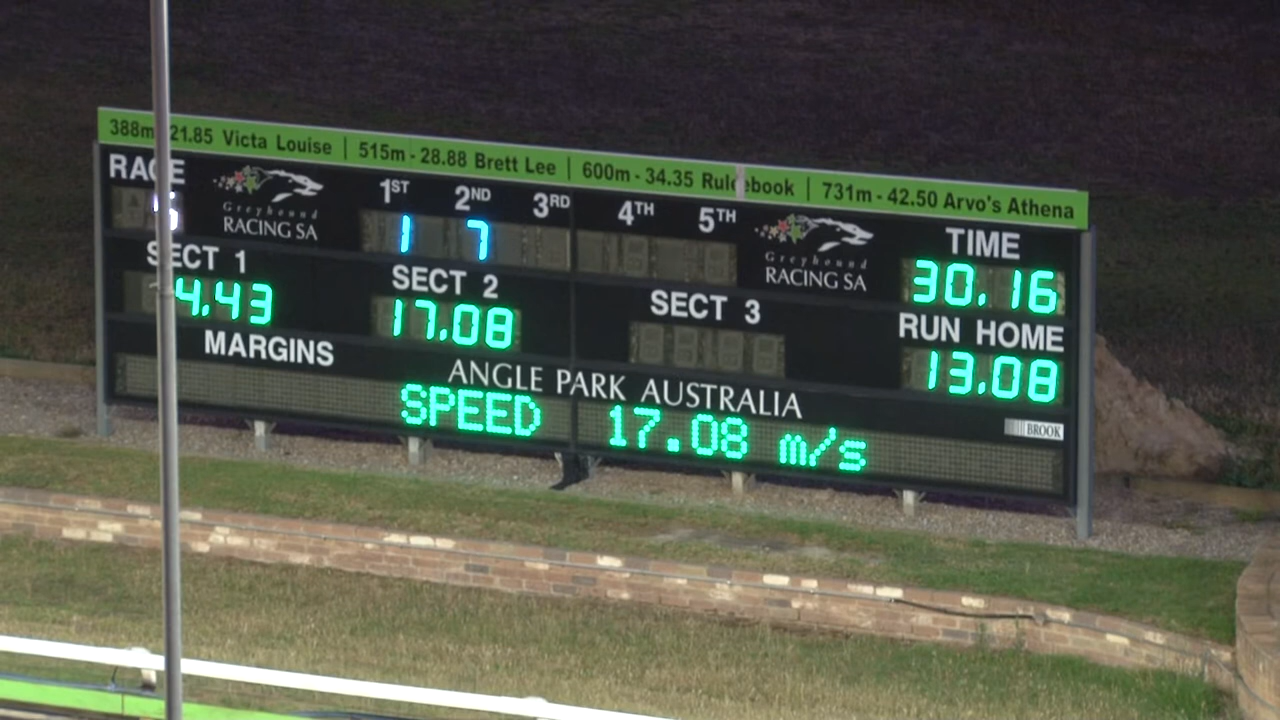 388m 21.85 Victa Louise | 515m - 28.88 Brett Lee | 600m - 34.35 | 731m - 42.50 Arvo's Athena
RACE
Greyhound
RACING SA
1ST 2ND 3RD 4TH 5TH
1 7
Greyhound
RACING SA
TIME
30.16
SECT 1
4.43
SECT 2
17.08
SECT 3
RUN HOME
13.08
MARGINS
ANGLE PARK AUSTRALIA
SPEED 17.08 m/s
BROOK